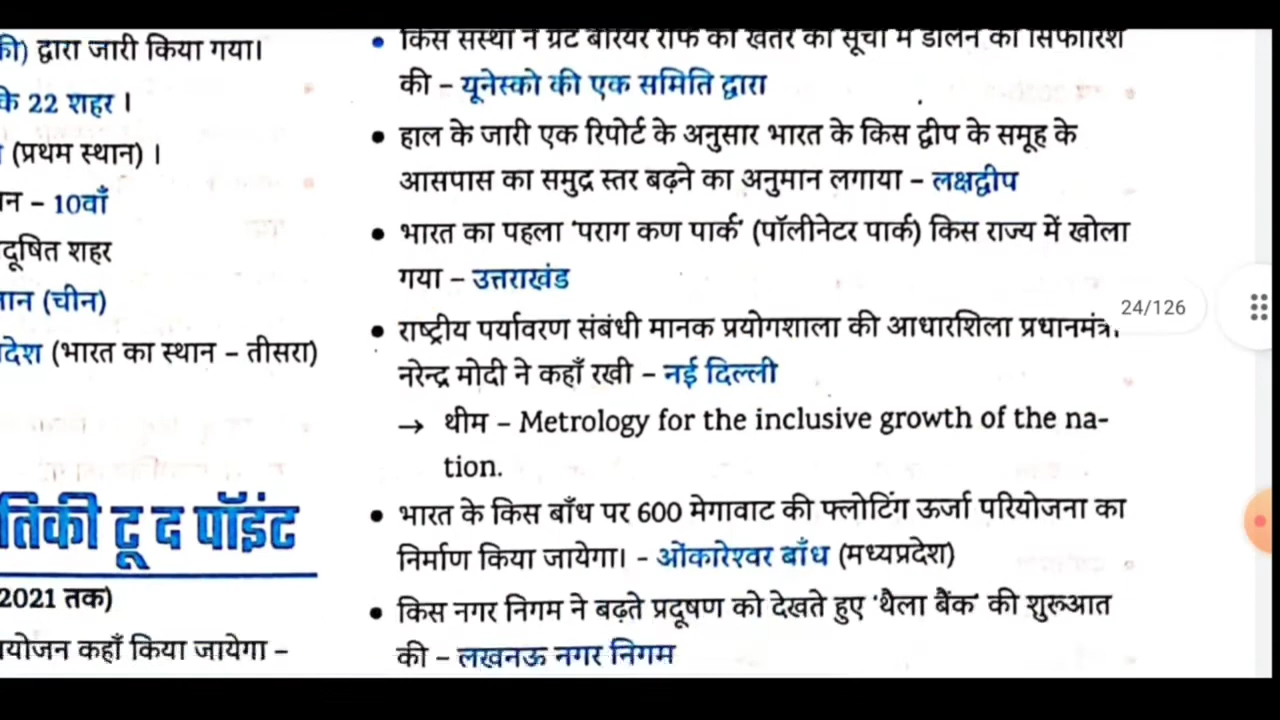 की) द्वारा जारी किया गया।
के 22 शहर ।
(प्रथम स्थान) ।
न – 10वाँ
दूषित शहर
तान (चीन)
देश (भारत का स्थान – तीसरा)
तिकी टू द पॉइंट
2021 तक)
योजन कहाँ किया जायेगा –
• किस संस्था ने ग्रेट बैरियर रीफ को खतरे की सूची में डालने की सिफारिश
की – यूनेस्को की एक समिति द्वारा
• हाल के जारी एक रिपोर्ट के अनुसार भारत के किस द्वीप के समूह के
आसपास का समुद्र स्तर बढ़ने का अनुमान लगाया – लक्षद्वीप
• भारत का पहला 'पराग कण पार्क' (पॉलीनेटर पार्क) किस राज्य में खोला
गया – उत्तराखंड
• राष्ट्रीय पर्यावरण संबंधी मानक प्रयोगशाला की आधारशिला प्रधानमंत्री
नरेन्द्र मोदी ने कहाँ रखी – नई दिल्ली
→ थीम – Metrology for the inclusive growth of the na-
tion.
• भारत के किस बाँध पर 600 मेगावाट की फ्लोटिंग ऊर्जा परियोजना का
निर्माण किया जायेगा। – ओंकारेश्वर बाँध (मध्यप्रदेश)
• किस नगर निगम ने बढ़ते प्रदूषण को देखते हुए 'थैला बैंक' की शुरूआत
की – लखनऊ नगर निगम
24/126